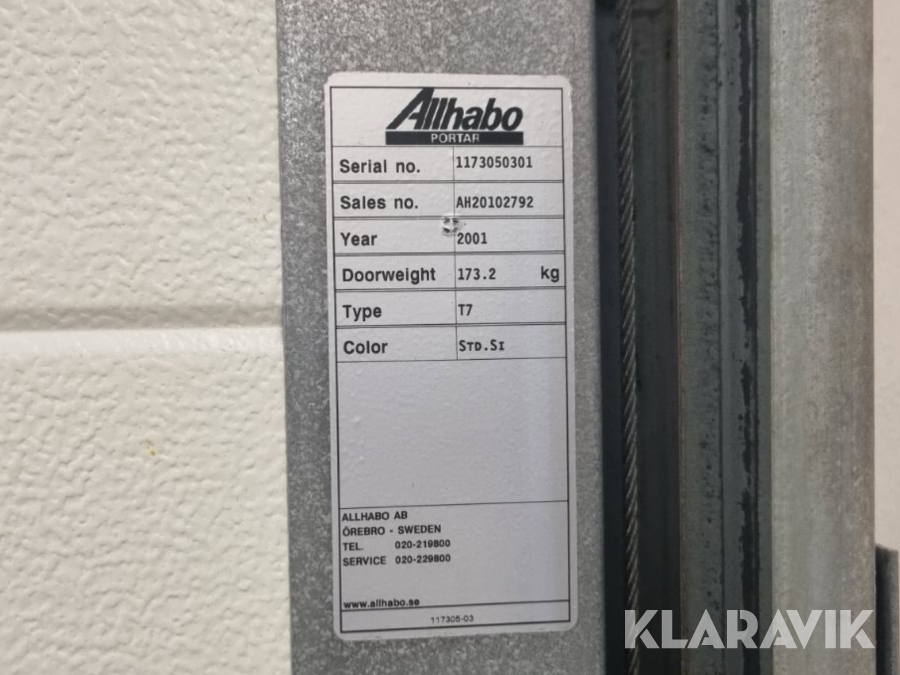 Allhabo
PORTAR
Serial no. 1173050301
Sales no. AH20102792
Year 2001
Doorweight 173.2 kg
Type T7
Color STD.SI
ALLHABO AB
ÖREBRO - SWEDEN
TEL. 020-219800
SERVICE 020-229800
www.allhabo.se
117305-03
KLARAVIK